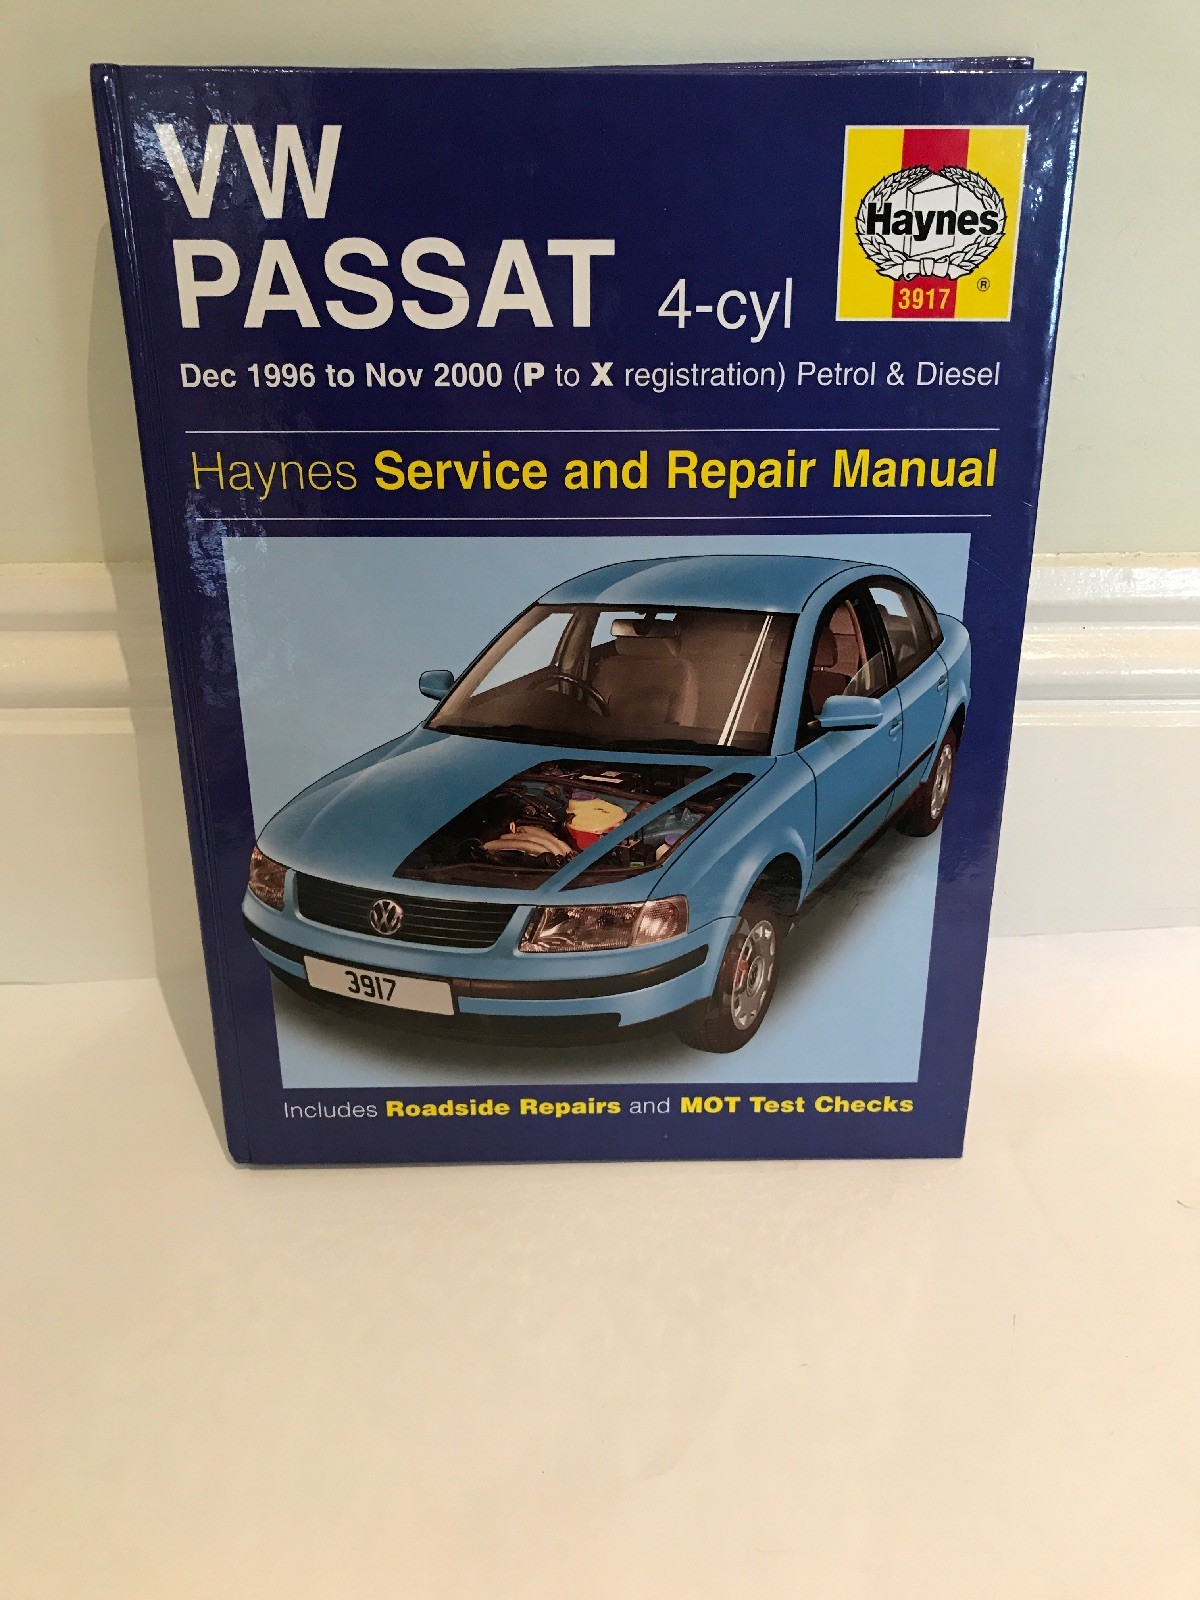 VW
PASSAT 4-cyl
Haynes
3917
®
Dec 1996 to Nov 2000 (P to X registration) Petrol & Diesel
Haynes Service and Repair Manual
3917
Includes Roadside Repairs and MOT Test Checks